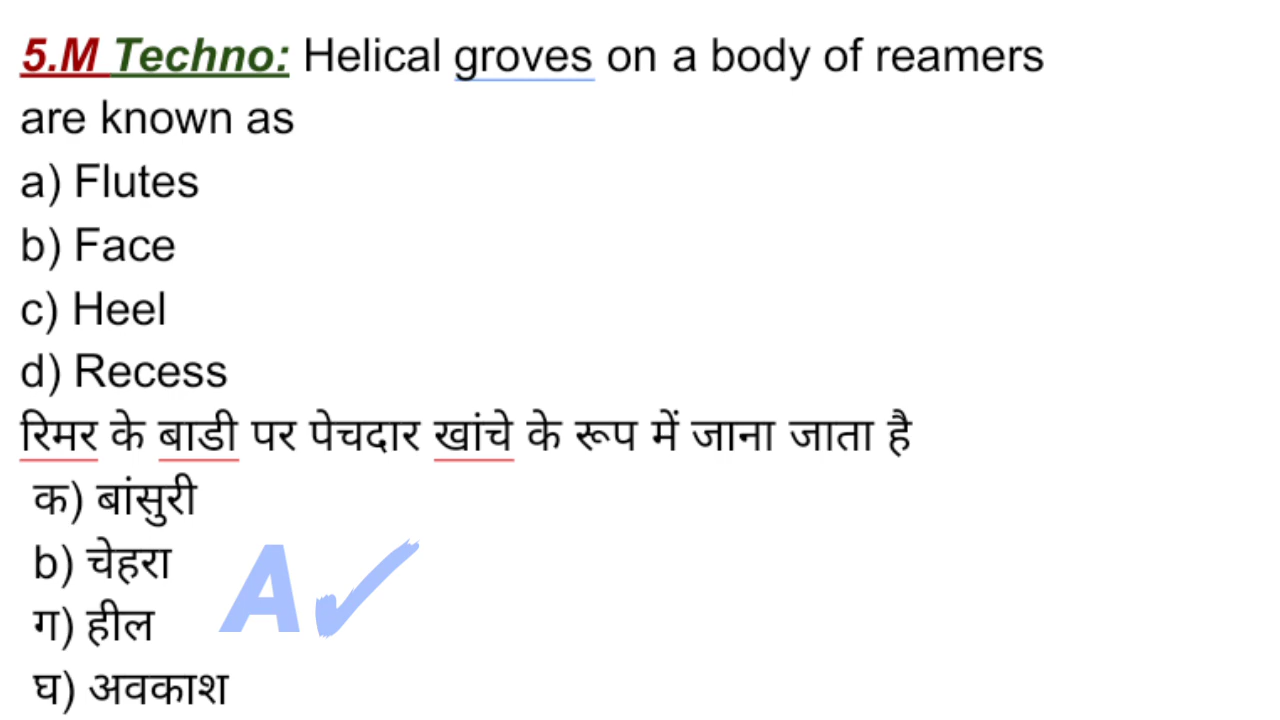 5.M Techno: Helical groves on a body of reamers
are known as
a) Flutes
b) Face
c) Heel
d) Recess
रिमर के बाडी पर पेचदार खांचे के रूप में जाना जाता है
क) बांसुरी
b) चेहरा
ग) हील
घ) अवकाश
A✓